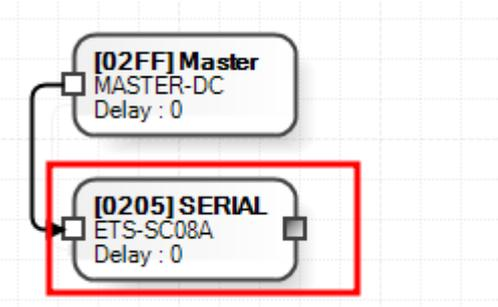 [02FF] Master
MASTER-DC
Delay : 0
[0205] SERIAL
ETS-SC08A
Delay : 0